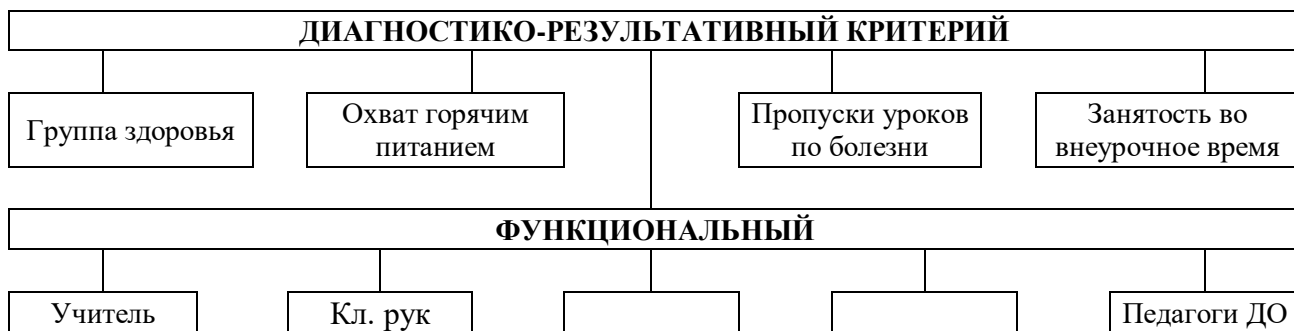 ДИАГНОСТИКО-РЕЗУЛЬТАТИВНЫЙ КРИТЕРИЙ
Группа здоровья
Охват горячим
питанием
Пропуски уроков
по болезни
Занятость во
внеурочное время
ФУНКЦИОНАЛЬНЫЙ
Учитель
Кл. рук
Педагоги ДО